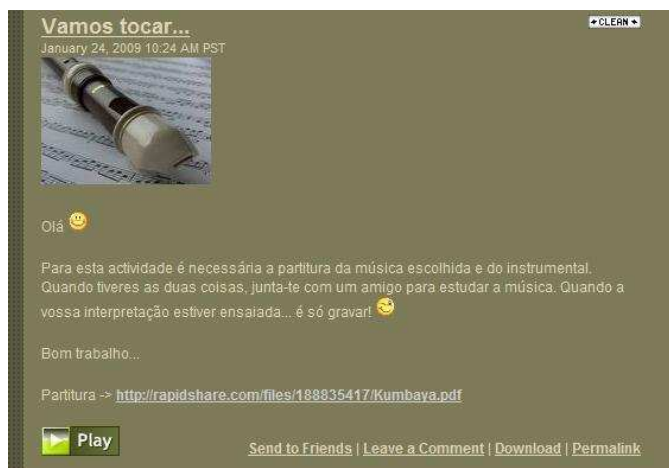 Vamos tocar...
CLEAN
January 24, 2009 10:24 AM PST
Olá
Para esta actividade é necessária a partitura da música escolhida e do instrumental.
Quando tiveres as duas coisas, junta-te com um amigo para estudar a música. Quando a
vossa interpretação estiver ensaiada... é só gravar!
Bom trabalho...
Partitura -> http://rapidshare.com/files/188835417/Kumbaya.pdf
Play
Send to Friends | Leave a Comment | Download | Permalink